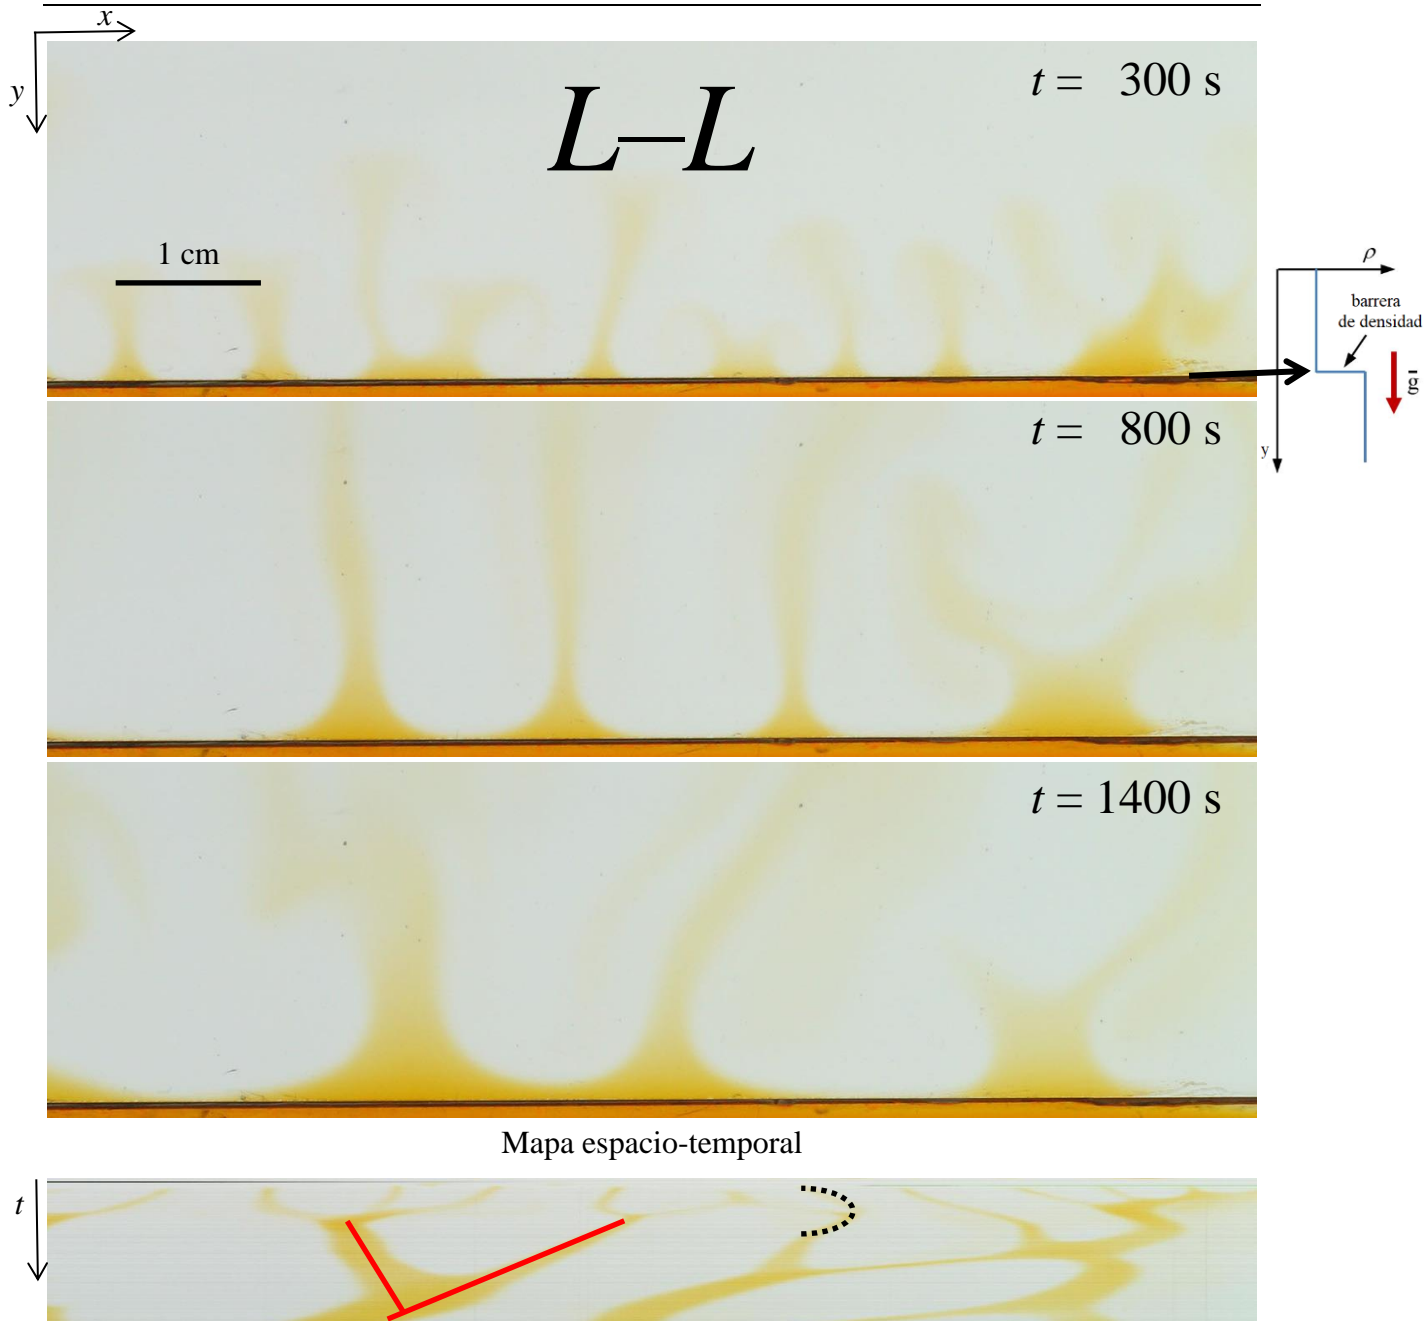 x
y
t = 300 s
L–L
1 cm
ρ
barrera
de densidad
g̅
y
t = 800 s
t = 1400 s
Mapa espacio-temporal
t